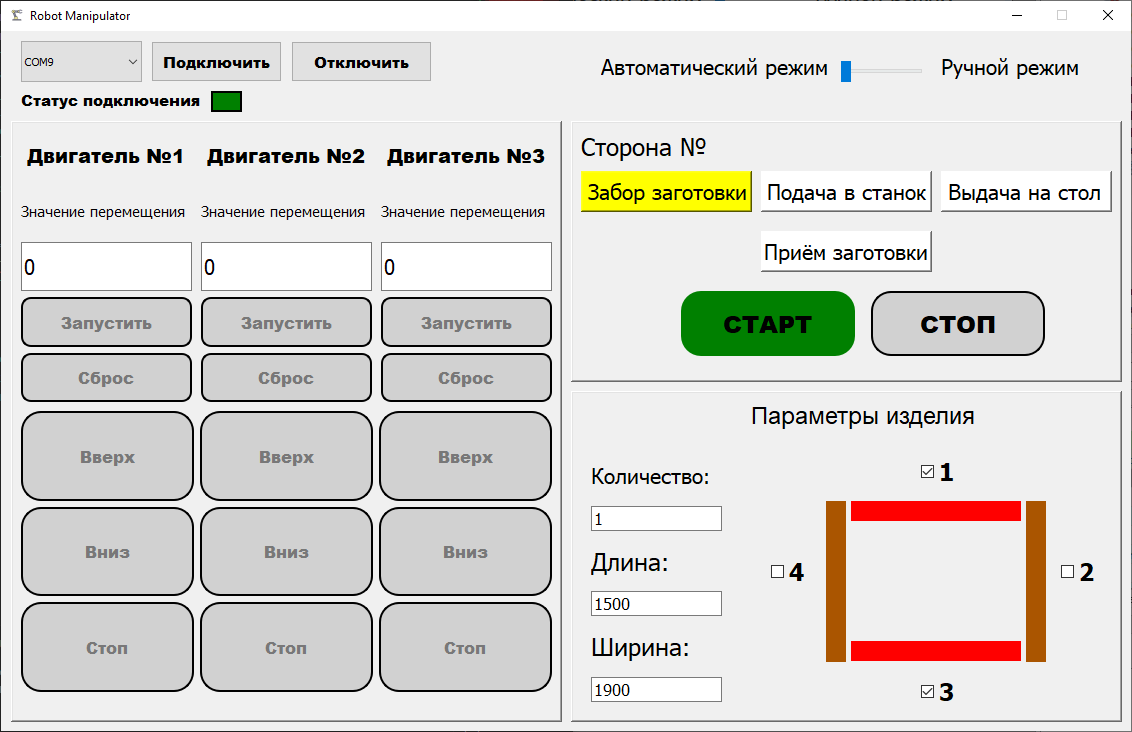 Robot Manipulator
COM9
Подключить
Отключить
Автоматический режим
Ручной режим
Статус подключения
Двигатель №1 Двигатель №2 Двигатель №3
Значение перемещения Значение перемещения Значение перемещения
0 0 0
Запустить Запустить Запустить
Сброс Сброс Сброс
Вверх Вверх Вверх
Вниз Вниз Вниз
Стоп Стоп Стоп
Сторона №
Забор заготовки Подача в станок Выдача на стол
Приём заготовки
СТАРТ СТОП
Параметры изделия
Количество:
1
Длина:
1500
Ширина:
1900
1
4 2
3